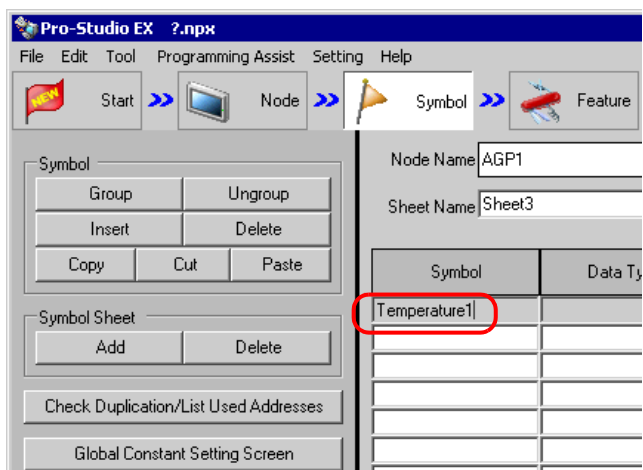 Pro-Studio EX ?.npx
File Edit Tool Programming Assist Setting Help
NEW Start Node Symbol Feature
Symbol
Group Ungroup
Insert Delete
Copy Cut Paste
Symbol Sheet
Add Delete
Check Duplication/List Used Addresses
Global Constant Setting Screen
Node Name AGP1
Sheet Name Sheet3
Symbol Data Ty
Temperature1